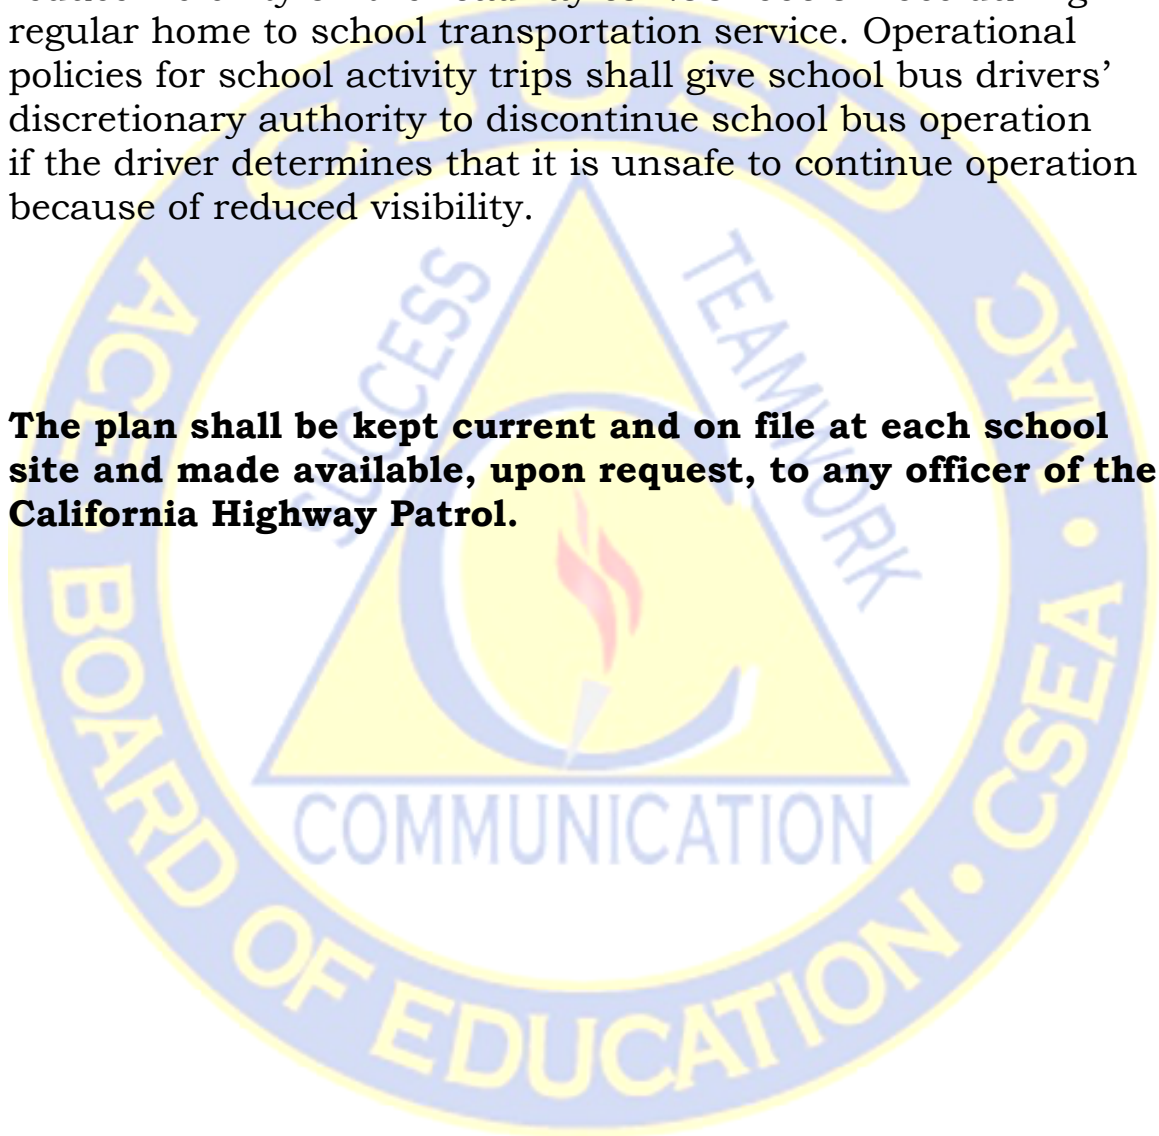 regular home to school transportation service. Operational
policies for school activity trips shall give school bus drivers’
discretionary authority to discontinue school bus operation
if the driver determines that it is unsafe to continue operation
because of reduced visibility.
The plan shall be kept current and on file at each school
site and made available, upon request, to any officer of the
California Highway Patrol.
CJUSD
ACE • BOARD OF EDUCATION • CSEA • MAC
SUCCESS
TEAMWORK
COMMUNICATION